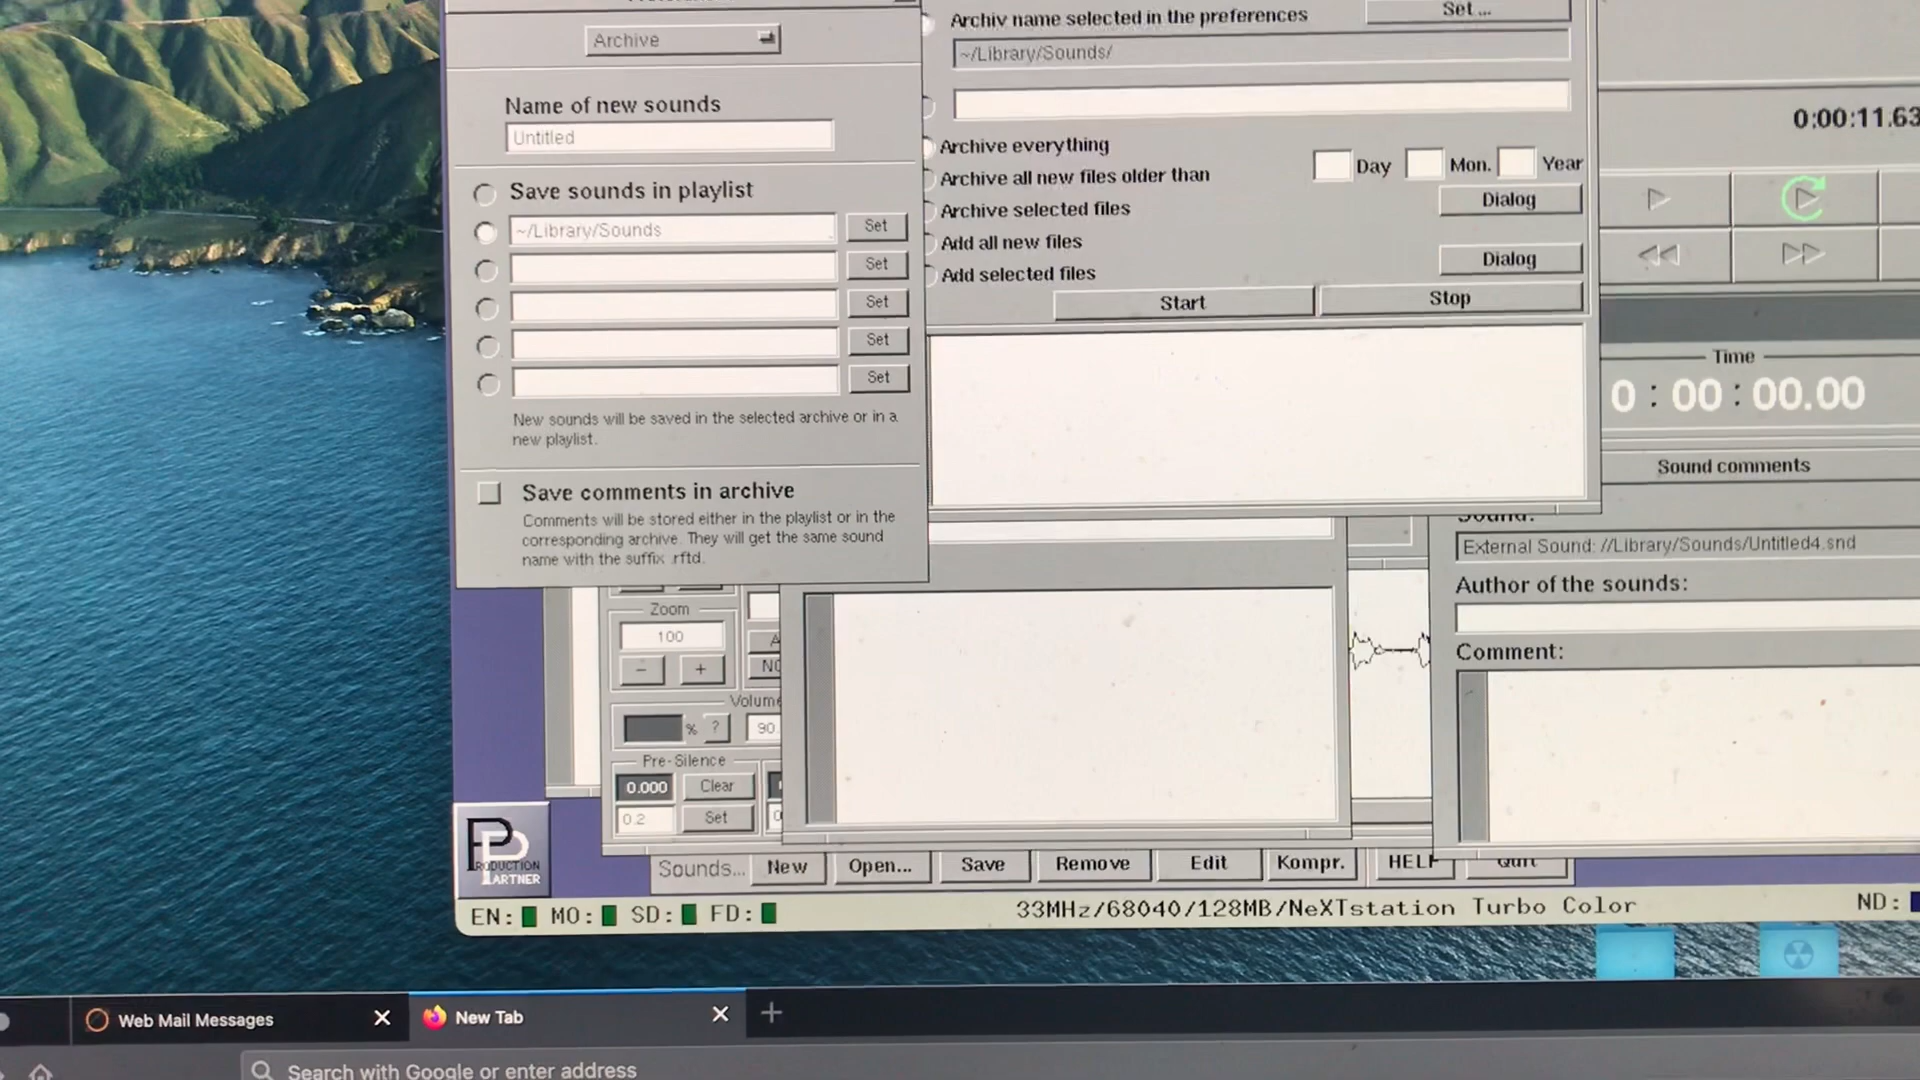 Archive
Name of new sounds
Untitled
Save sounds in playlist
~/Library/Sounds
Set
Set
Set
Set
Set
New sounds will be saved in the selected archive or in a
new playlist.
Save comments in archive
Comments will be stored either in the playlist or in the
corresponding archive. They will get the same sound
name with the suffix .rftd.
Archiv name selected in the preferences
Set ...
~/Library/Sounds/
Archive everything
Archive all new files older than
Day
Mon.
Year
Archive selected files
Dialog
Add all new files
Add selected files
Dialog
Start
Stop
0:00:11.63
Time
0 : 00 : 00.00
Sound comments
Sound:
External Sound: //Library/Sounds/Untitled4.snd
Author of the sounds:
Comment:
Zoom
100
- +
Volume
% ? 90.
Pre-Silence
0.000 Clear
0.2 Set
PRODUCTION
PARTNER
Sounds... New Open... Save Remove Edit Kompr. HELP Quit
EN: MO: SD: FD: 33MHz/68040/128MB/NeXTstation Turbo Color ND:
Web Mail Messages
New Tab
Search with Google or enter address